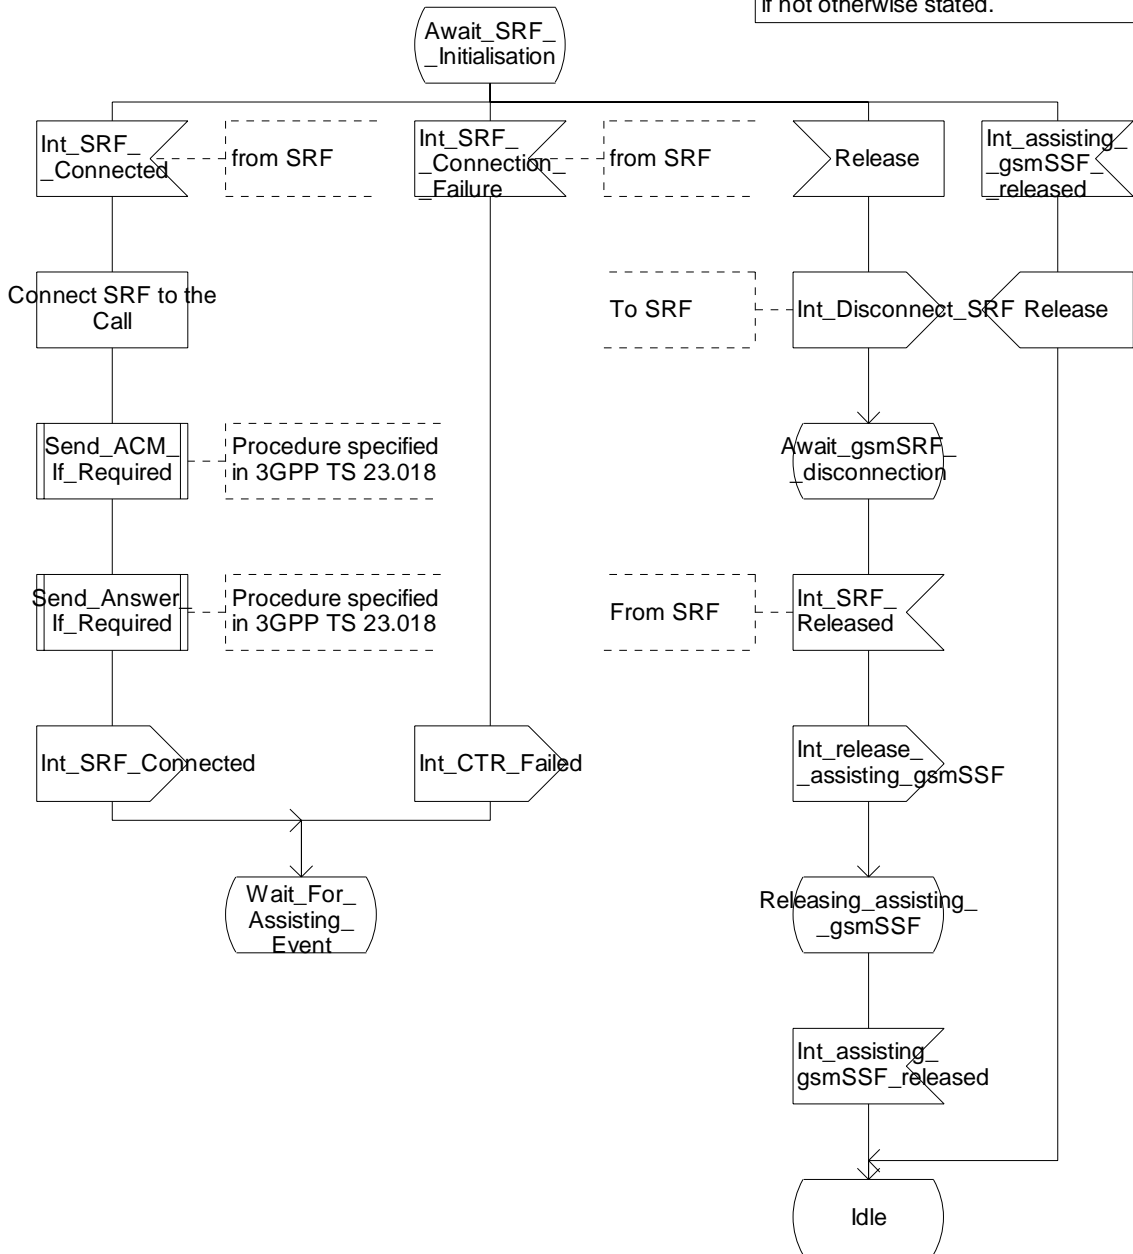 if not otherwise stated.
Await_SRF_
_Initialisation
Int_SRF_
_Connected
from SRF
Int_SRF_
_Connection_
_Failure
from SRF
Release
Int_assisting_
_gsmSSF_
_released
Connect SRF to the
Call
To SRF
Int_Disconnect_SRF
Release
Send_ACM_
If_Required
Procedure specified
in 3GPP TS 23.018
Await_gsmSRF_
_disconnection
Send_Answer_
If_Required
Procedure specified
in 3GPP TS 23.018
From SRF
Int_SRF_
Released
Int_SRF_Connected
Int_CTR_Failed
Int_release_
_assisting_gsmSSF
Wait_For_
Assisting_
Event
Releasing_assisting_
_gsmSSF
Int_assisting_
gsmSSF_released
Idle